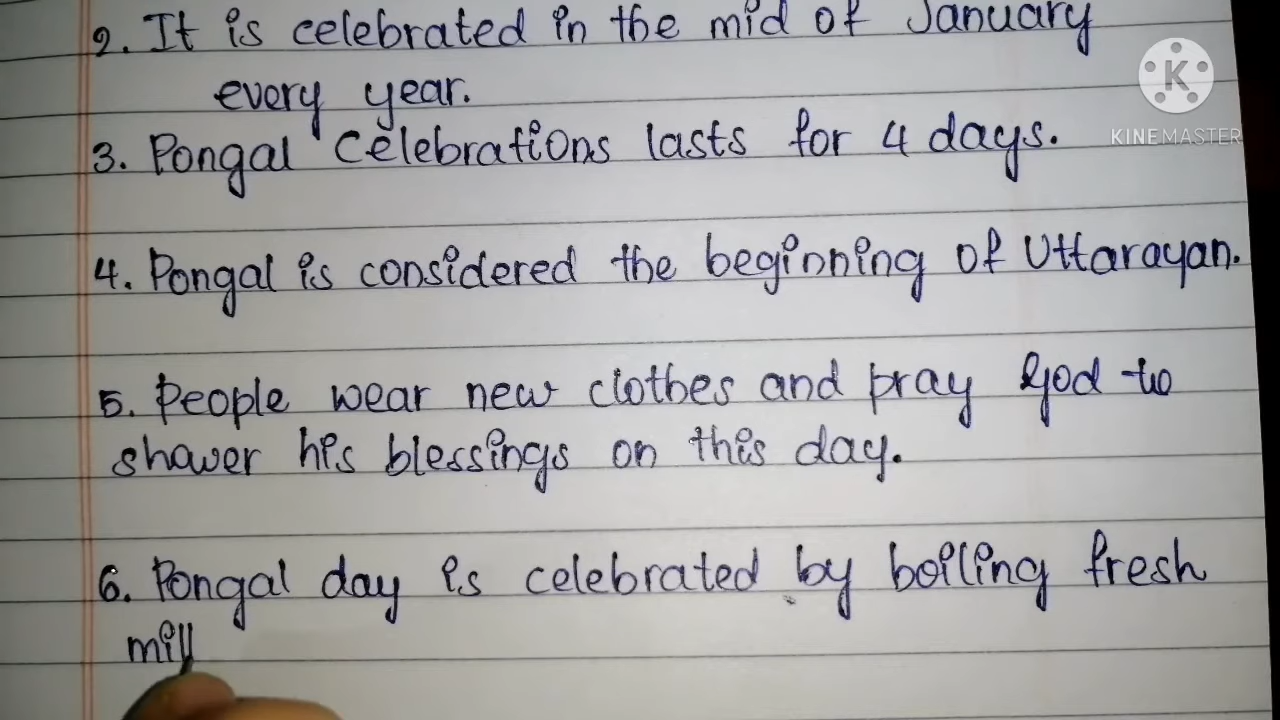 2. It is celebrated in the mid of January
every year.
3. Pongal Celebrations lasts for 4 days.
4. Pongal is considered the beginning of Uttarayan.
5. People wear new clothes and pray God to
shower his blessings on this day.
6. Pongal day is celebrated by boiling fresh
mil
K
KINEMASTER